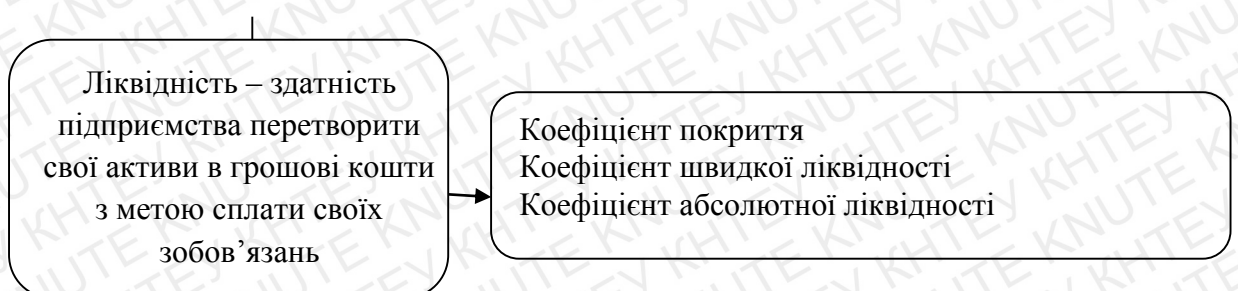 Ліквідність – здатність
підприємства перетворити
свої активи в грошові кошти
з метою сплати своїх
зобов’язань
Коефіцієнт покриття
Коефіцієнт швидкої ліквідності
Коефіцієнт абсолютної ліквідності